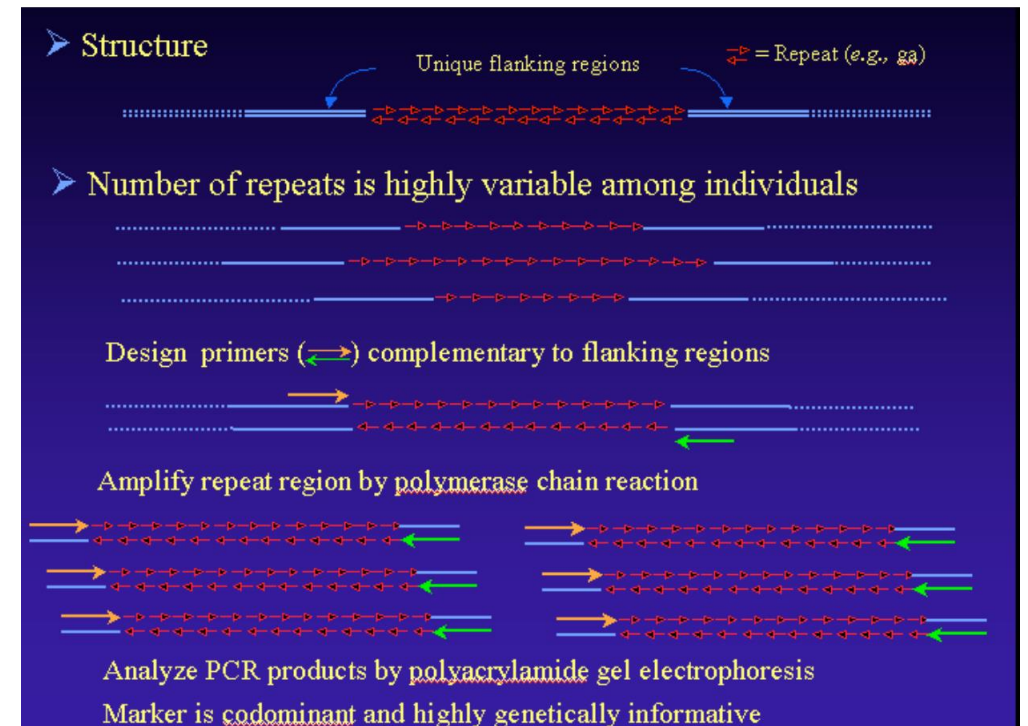 Structure
Unique flanking regions
= Repeat (e.g., ga)
Number of repeats is highly variable among individuals
Design primers ( ) complementary to flanking regions
Amplify repeat region by polymerase chain reaction
Analyze PCR products by polyacrylamide gel electrophoresis
Marker is codominant and highly genetically informative